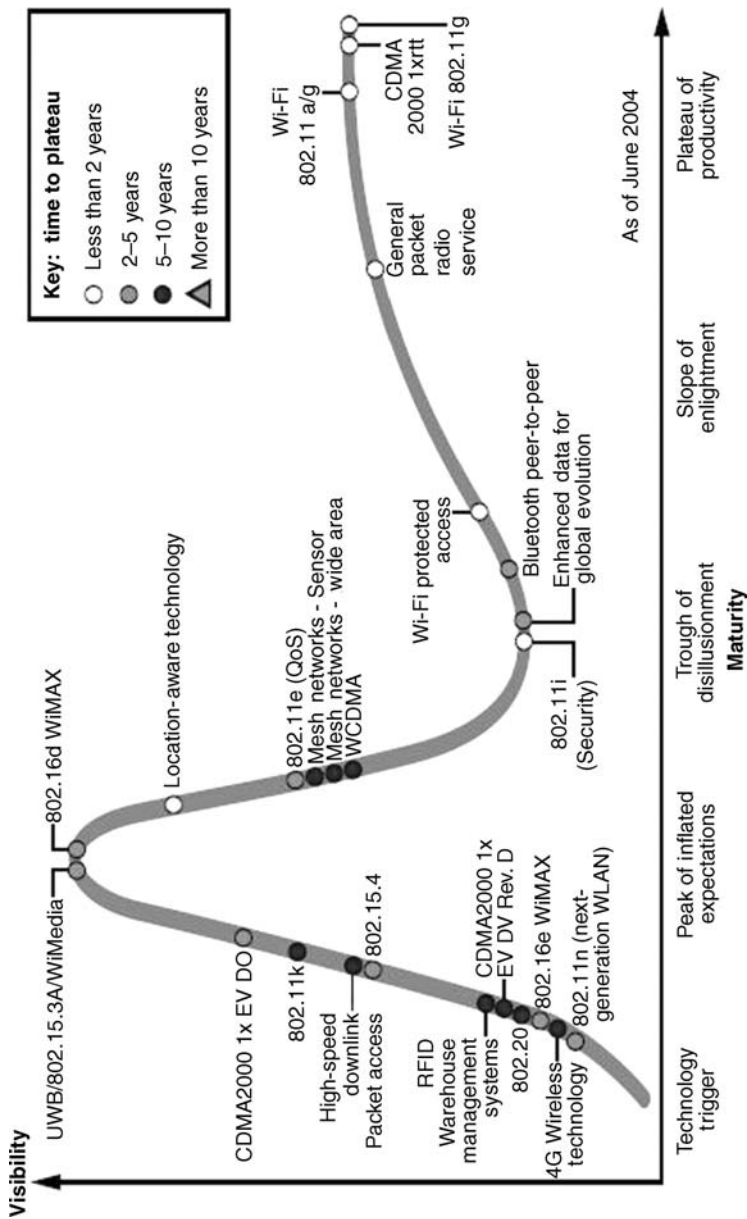 Visibility
UWB/802.15.3A/WiMedia
802.16d WiMAX
Key: time to plateau
Less than 2 years
2–5 years
5–10 years
More than 10 years
Location-aware technology
CDMA2000 1x EV DO
802.11k
High-speed
downlink
Packet access
802.15.4
RFID
Warehouse
management
systems
CDMA2000 1x
EV DV Rev. D
802.20
802.16e WiMAX
4G Wireless
technology
802.11n (next-
generation WLAN)
802.11e (QoS)
Mesh networks - Sensor
Mesh networks - wide area
WCDMA
802.11i
(Security)
Enhanced data for
global evolution
Bluetooth peer-to-peer
Wi-Fi protected
access
General
packet
radio
service
Wi-Fi
802.11 a/g
CDMA
2000 1xrtt
Wi-Fi 802.11g
As of June 2004
Technology
trigger
Peak of inflated
expectations
Trough of
disillusionment
Slope of
enlightment
Plateau of
productivity
Maturity